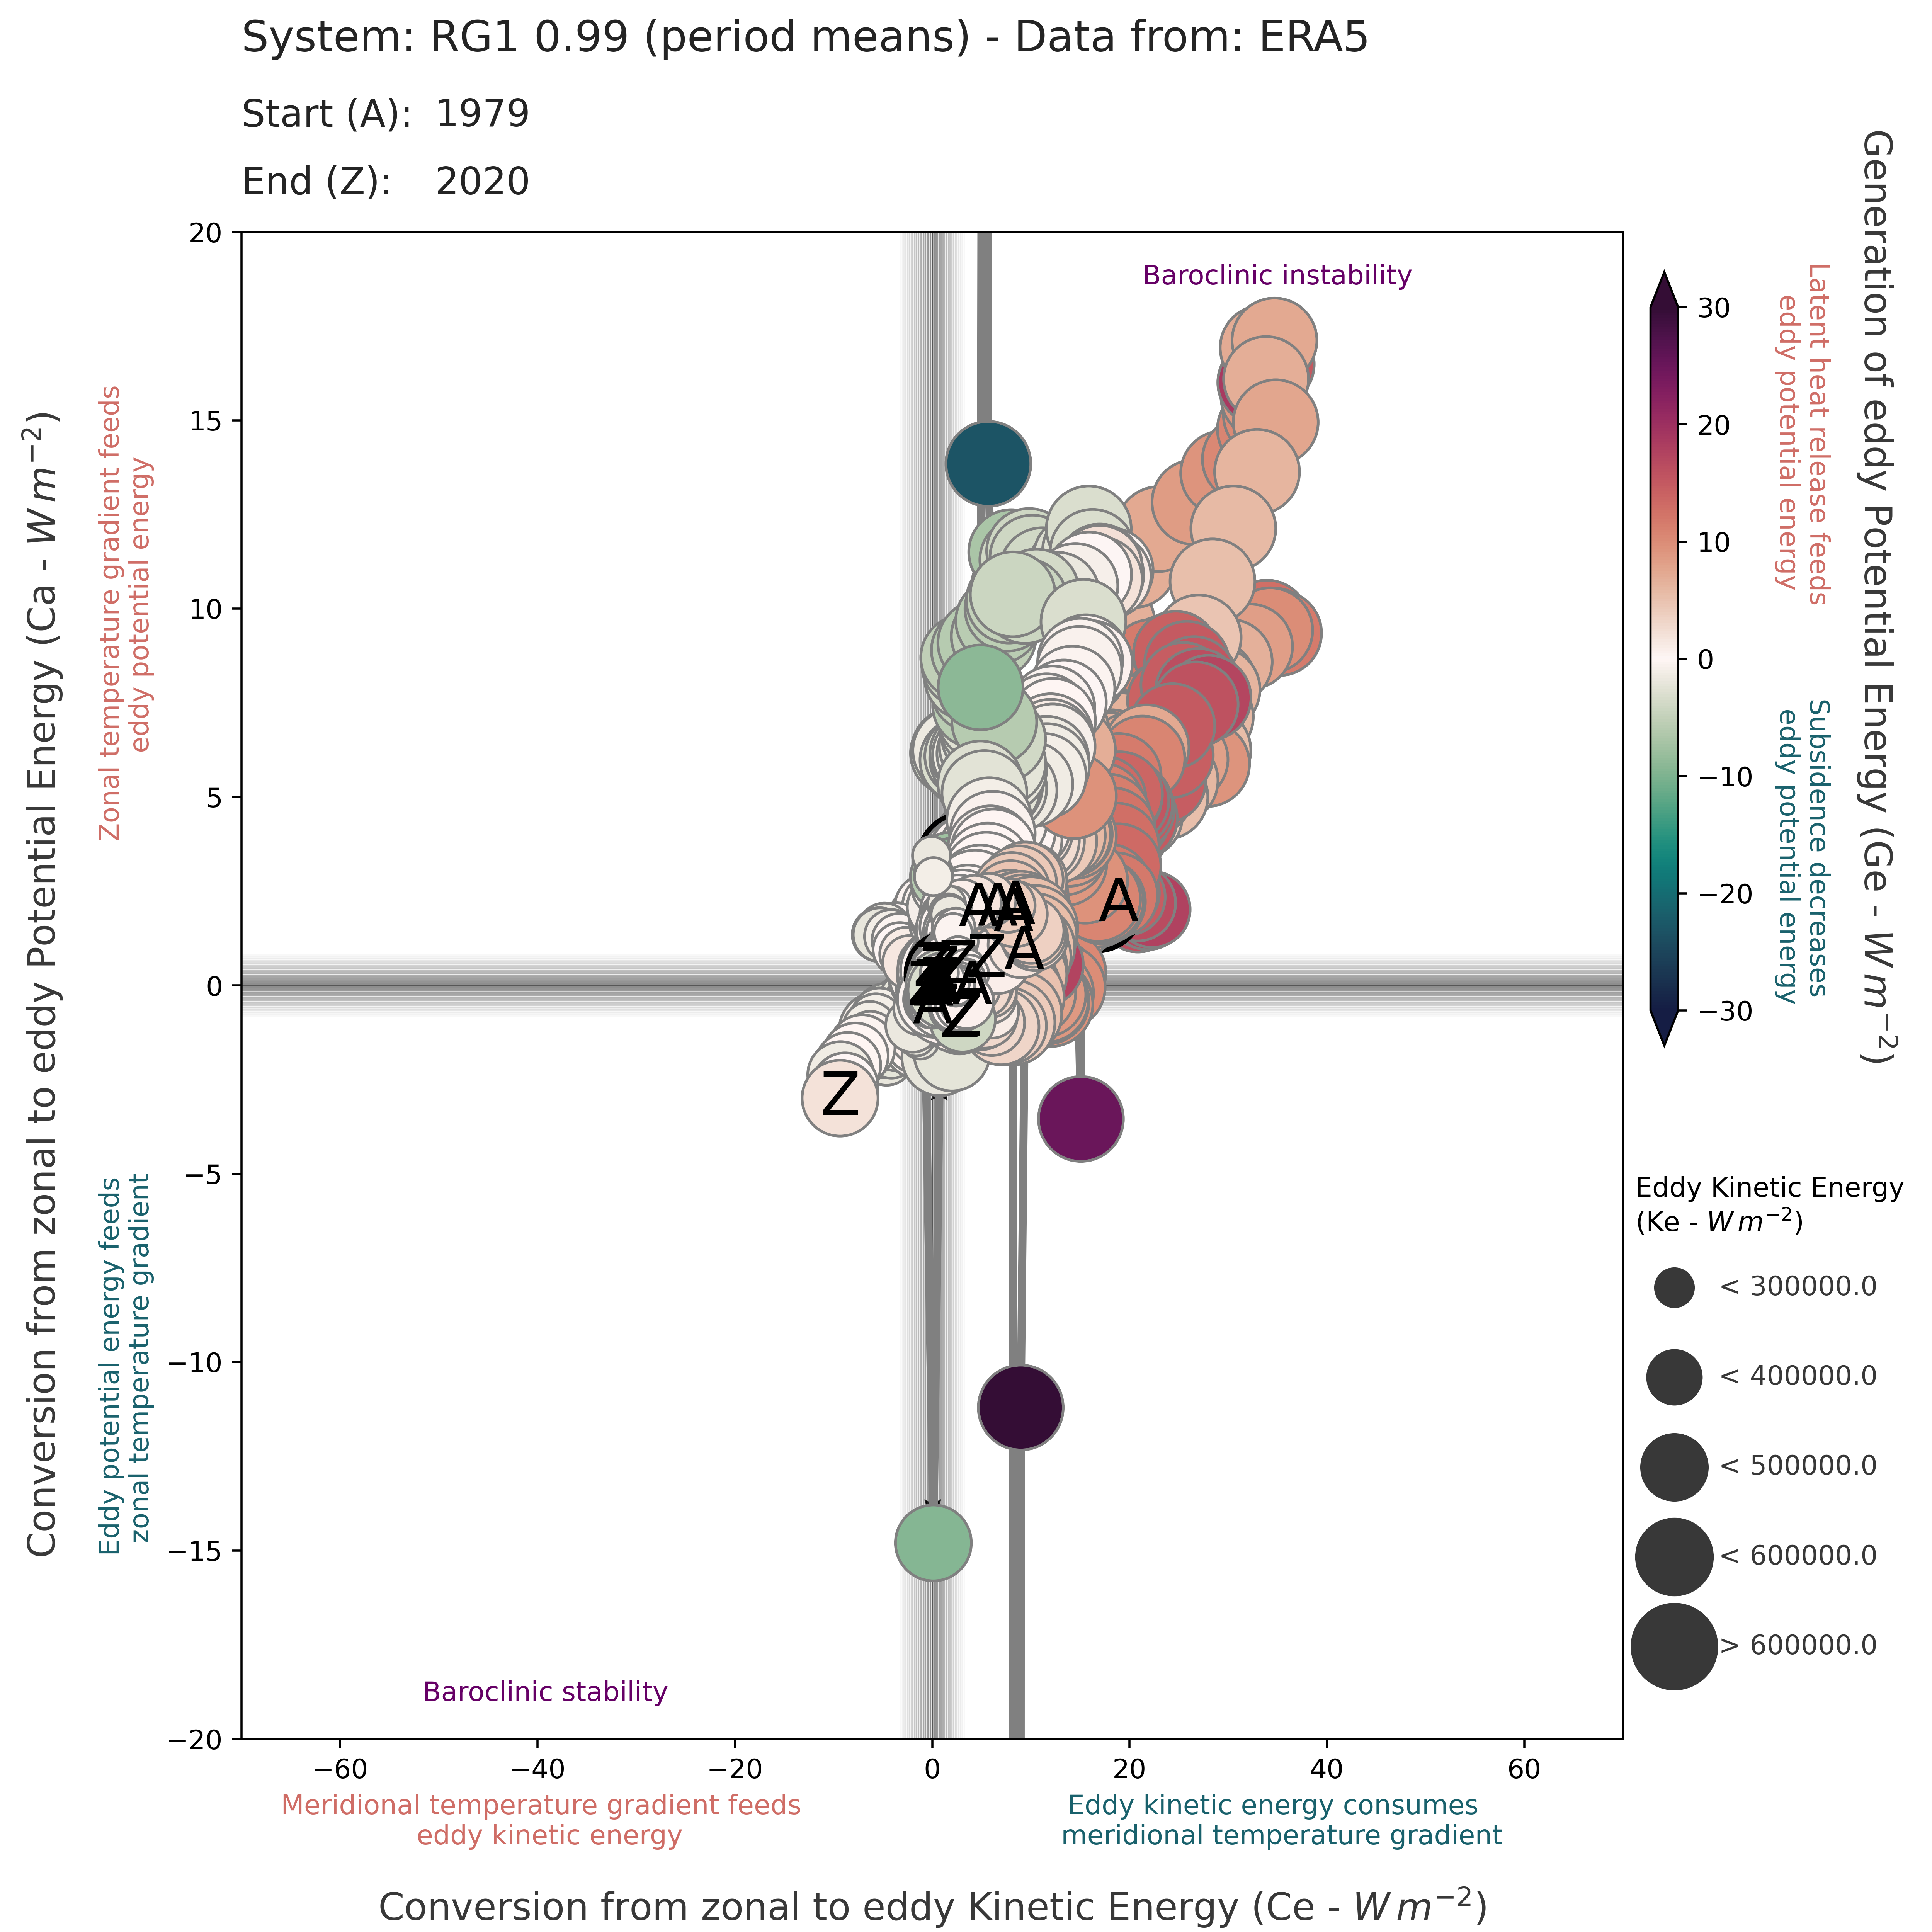 System: RG1 0.99 (period means) - Data from: ERA5
Start (A): 1979
End (Z): 2020
Conversion from zonal to eddy Potential Energy (Ca - $W\,m^{-2}$)
Zonal temperature gradient feeds
eddy potential energy
Eddy potential energy feeds
zonal temperature gradient
20
15
10
5
0
−5
−10
−15
−20
Baroclinic instability
A
A
A
A
A
A
A
A
Z
Z
Z
Z
Z
Baroclinic stability
−60 −40 −20 0 20 40 60
Meridional temperature gradient feeds
eddy kinetic energy
Eddy kinetic energy consumes
meridional temperature gradient
Conversion from zonal to eddy Kinetic Energy (Ce - $W\,m^{-2}$)
30
20
10
0
−10
−20
−30
Latent heat release feeds
eddy potential energy
Subsidence decreases
eddy potential energy
Generation of eddy Potential Energy (Ge - $W\,m^{-2}$)
Eddy Kinetic Energy
(Ke - $W\,m^{-2}$)
< 300000.0
< 400000.0
< 500000.0
< 600000.0
> 600000.0